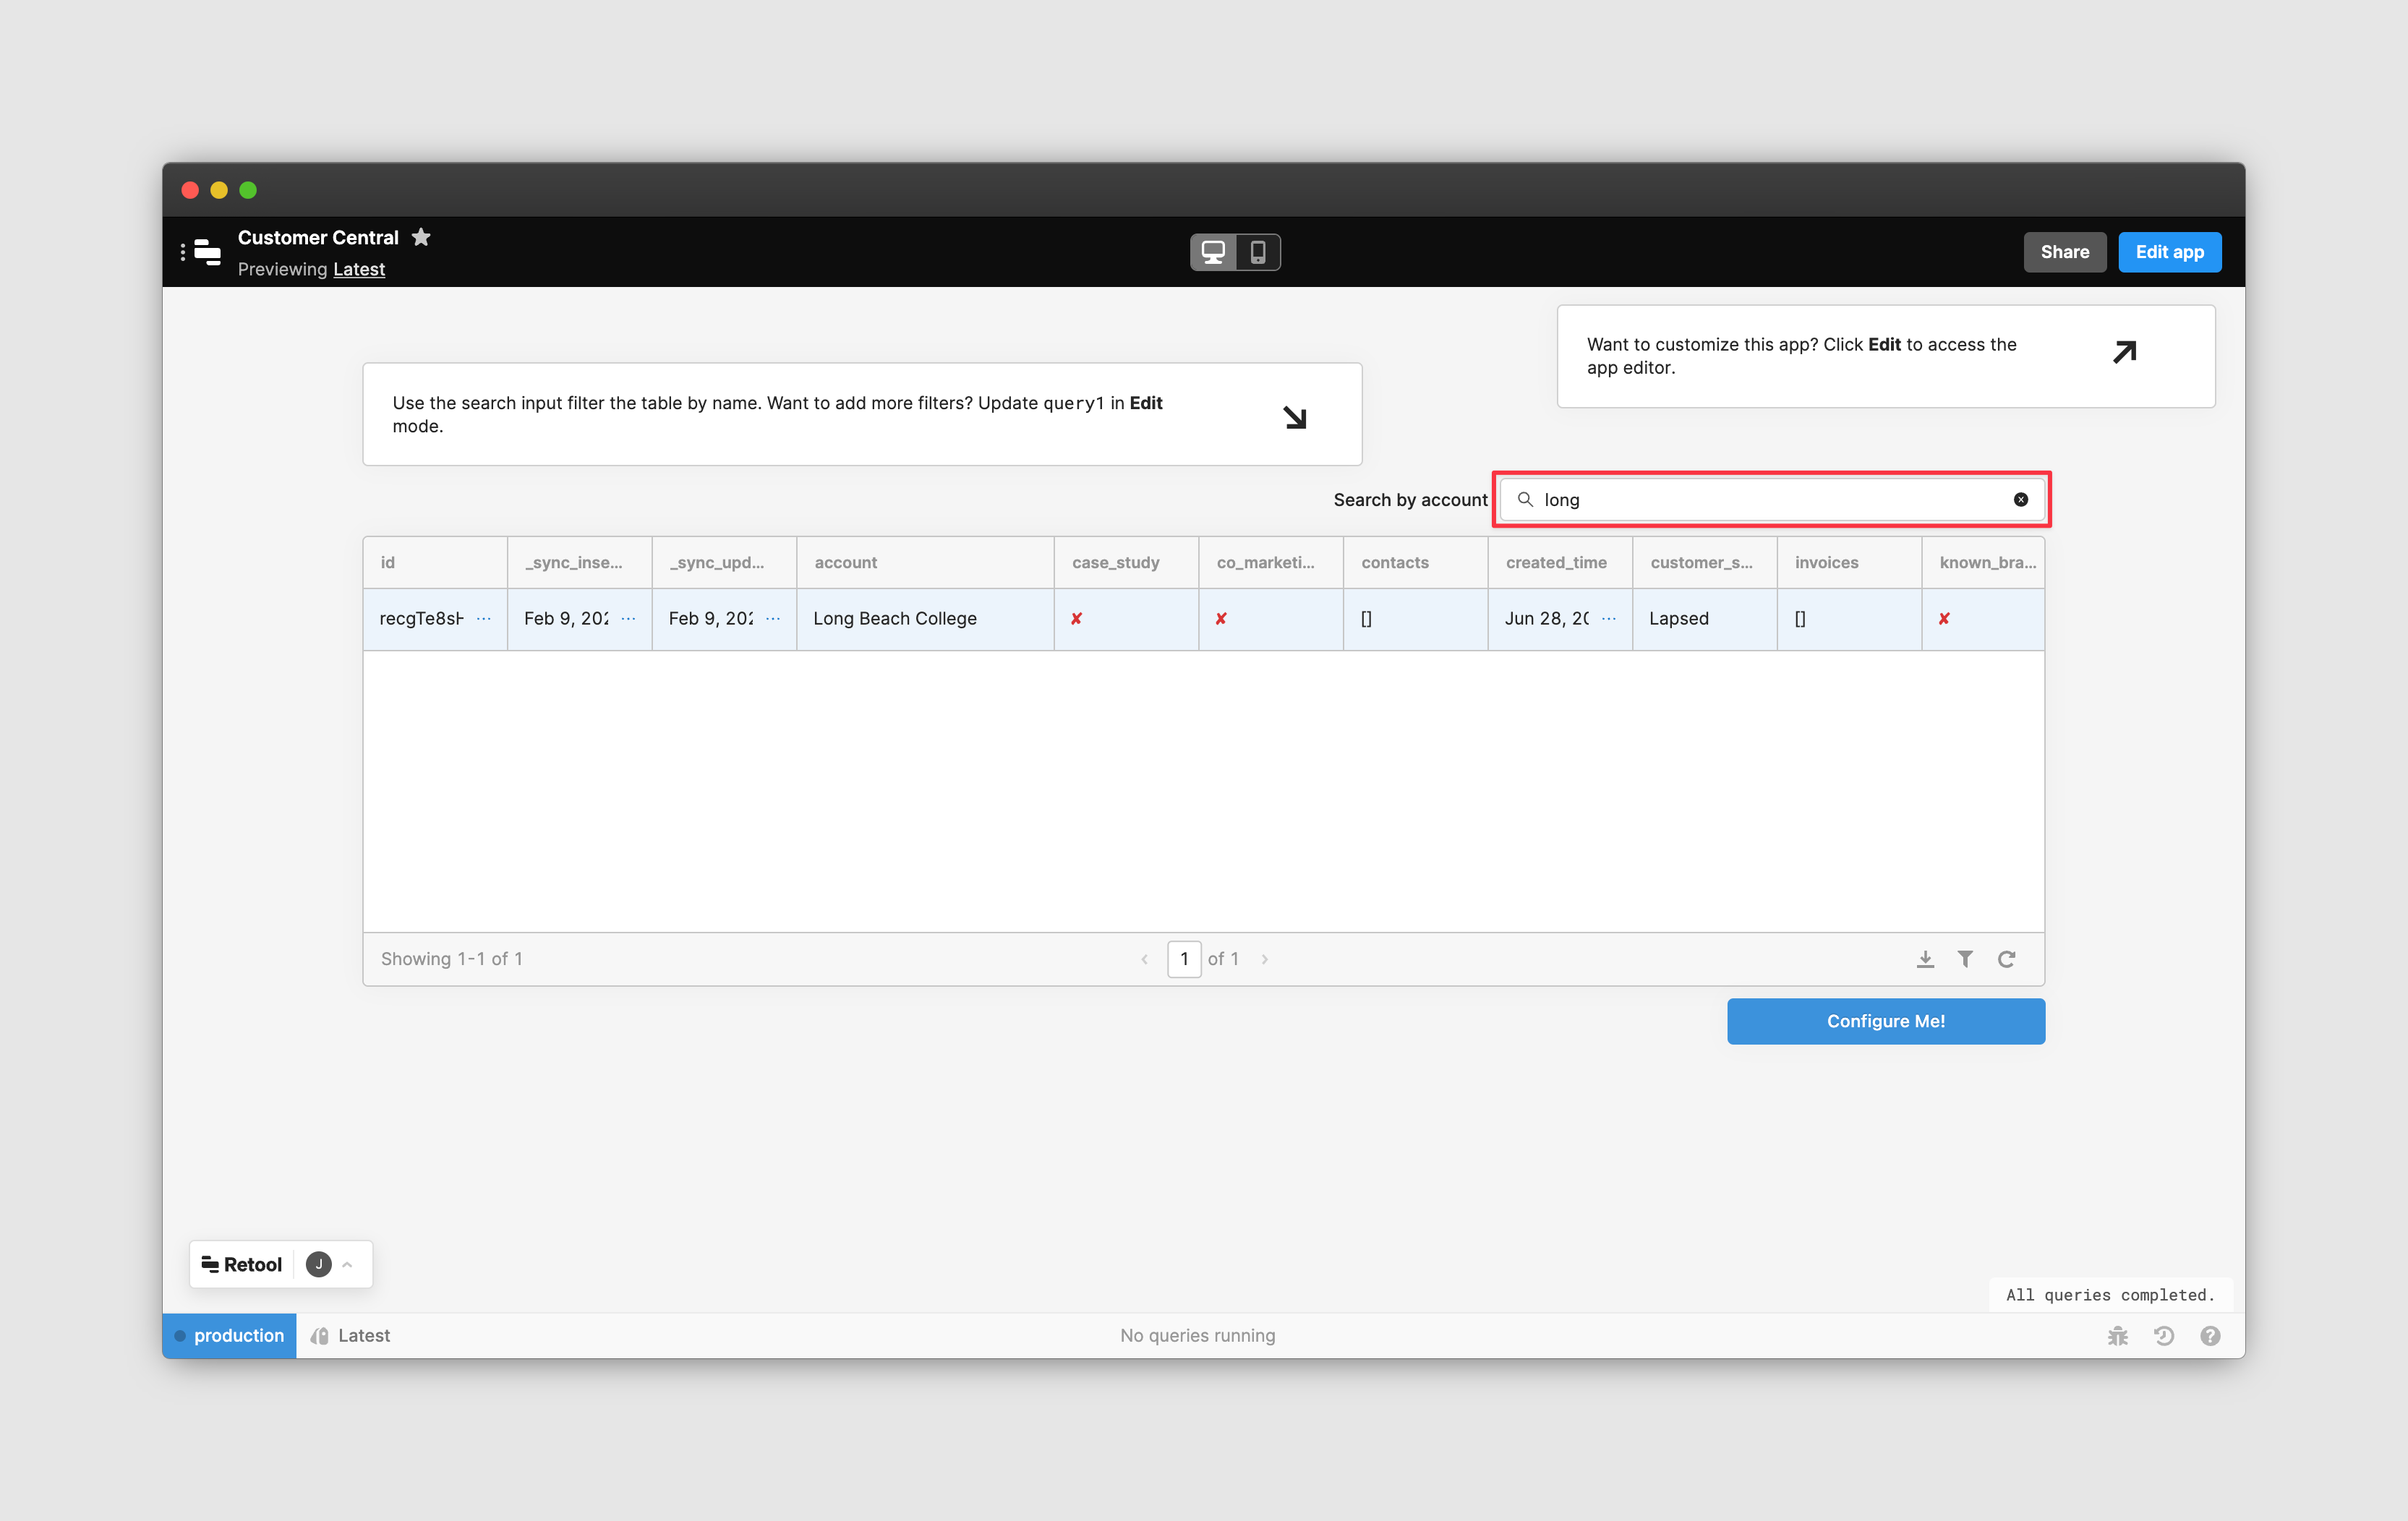 Customer Central
Previewing Latest
Share
Edit app
Want to customize this app? Click Edit to access the
app editor.
Use the search input filter the table by name. Want to add more filters? Update query1 in Edit
mode.
Search by account
long
id
_sync_inse...
_sync_upd...
account
case_study
co_marketi...
contacts
created_time
customer_s...
invoices
known_bra...
recgTe8sH ...
Feb 9, 202 ...
Feb 9, 202 ...
Long Beach College
✘
✘
[]
Jun 28, 20 ...
Lapsed
[]
✘
Showing 1-1 of 1
‹ 1 of 1 ›
Configure Me!
Retool
J
All queries completed.
production
Latest
No queries running